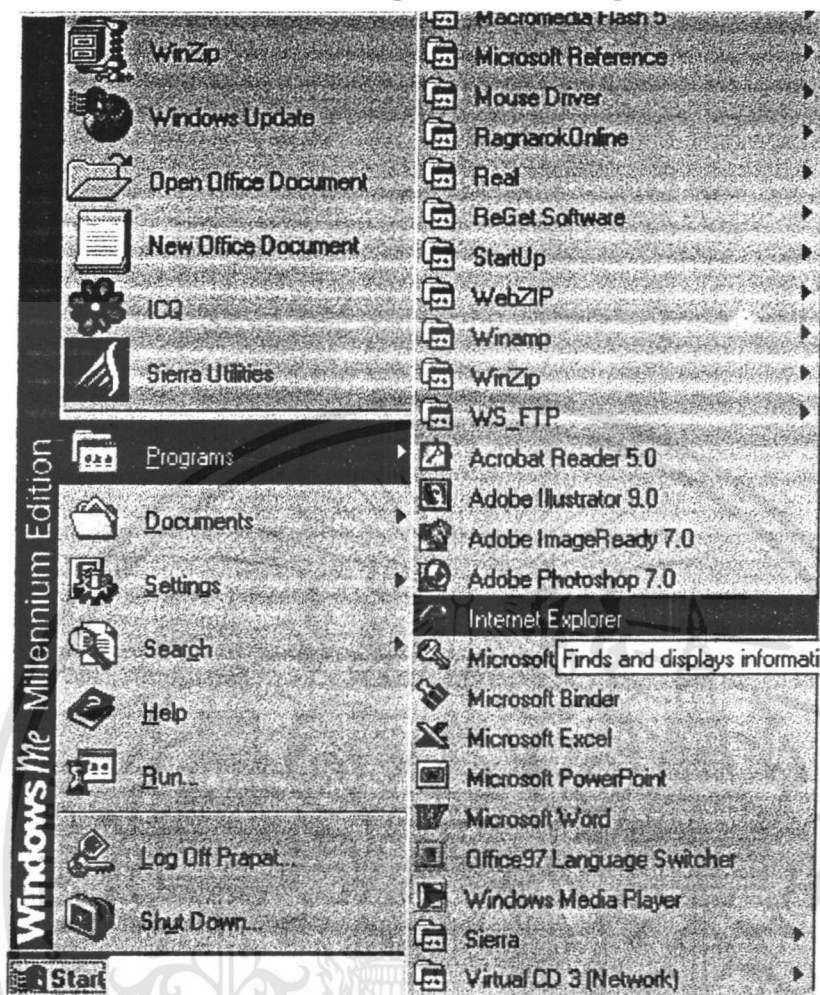 WinZip
Windows Update
Open Office Document
New Office Document
ICQ
Sierra Utilities
Programs
Documents
Settings
Search
Help
Run...
Log Off Prapat...
Shut Down...
Windows Me Millennium Edition
Start
Macromedia Flash 5
Microsoft Reference
Mouse Driver
RagnarokOnline
Real
ReGet Software
StartUp
WebZIP
Winamp
WinZip
WS_FTP
Acrobat Reader 5.0
Adobe Illustrator 9.0
Adobe ImageReady 7.0
Adobe Photoshop 7.0
Internet Explorer
Microsoft Finds and displays informati
Microsoft Binder
Microsoft Excel
Microsoft PowerPoint
Microsoft Word
Office97 Language Switcher
Windows Media Player
Sierra
Virtual CD 3 (Network)